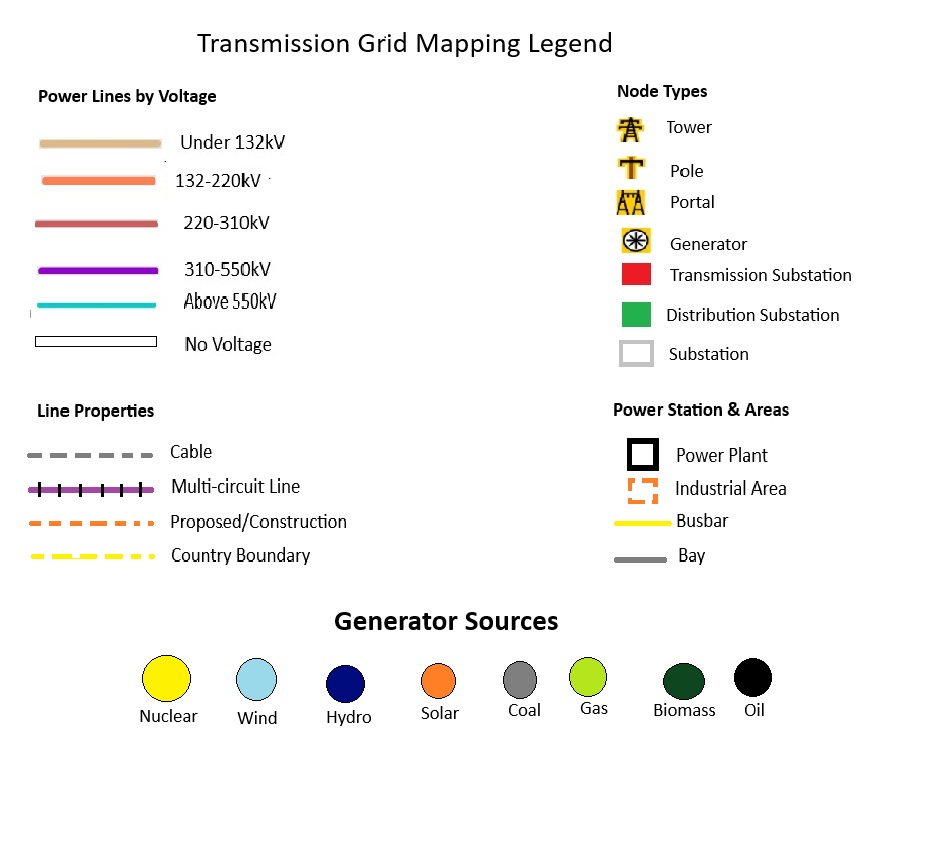 Transmission Grid Mapping Legend
Power Lines by Voltage
Under 132kV
132-220kV
220-310kV
310-550kV
Above 550kV
No Voltage
Node Types
Tower
Pole
Portal
Generator
Transmission Substation
Distribution Substation
Substation
Line Properties
Cable
Multi-circuit Line
Proposed/Construction
Country Boundary
Power Station & Areas
Power Plant
Industrial Area
Busbar
Bay
Generator Sources
Nuclear
Wind
Hydro
Solar
Coal
Gas
Biomass
Oil